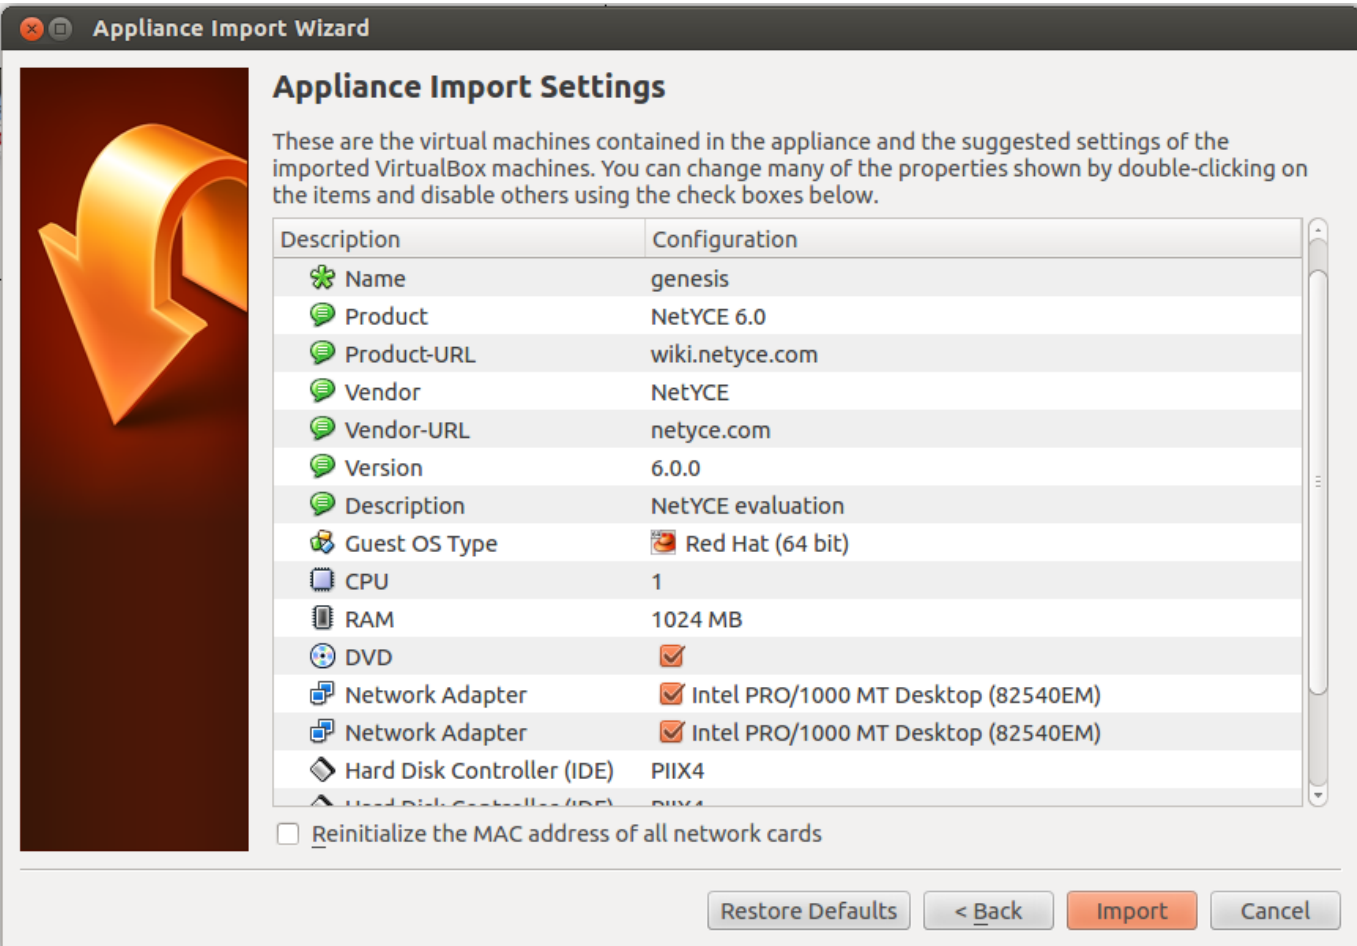 Appliance Import Wizard
Appliance Import Settings
These are the virtual machines contained in the appliance and the suggested settings of the
imported VirtualBox machines. You can change many of the properties shown by double-clicking on
the items and disable others using the check boxes below.
Description Configuration
Name genesis
Product NetYCE 6.0
Product-URL wiki.netyce.com
Vendor NetYCE
Vendor-URL netyce.com
Version 6.0.0
Description NetYCE evaluation
Guest OS Type Red Hat (64 bit)
CPU 1
RAM 1024 MB
DVD
Network Adapter Intel PRO/1000 MT Desktop (82540EM)
Network Adapter Intel PRO/1000 MT Desktop (82540EM)
Hard Disk Controller (IDE) PIIX4
Hard Disk Controller (IDE) PIIX4
Reinitialize the MAC address of all network cards
Restore Defaults < Back Import Cancel